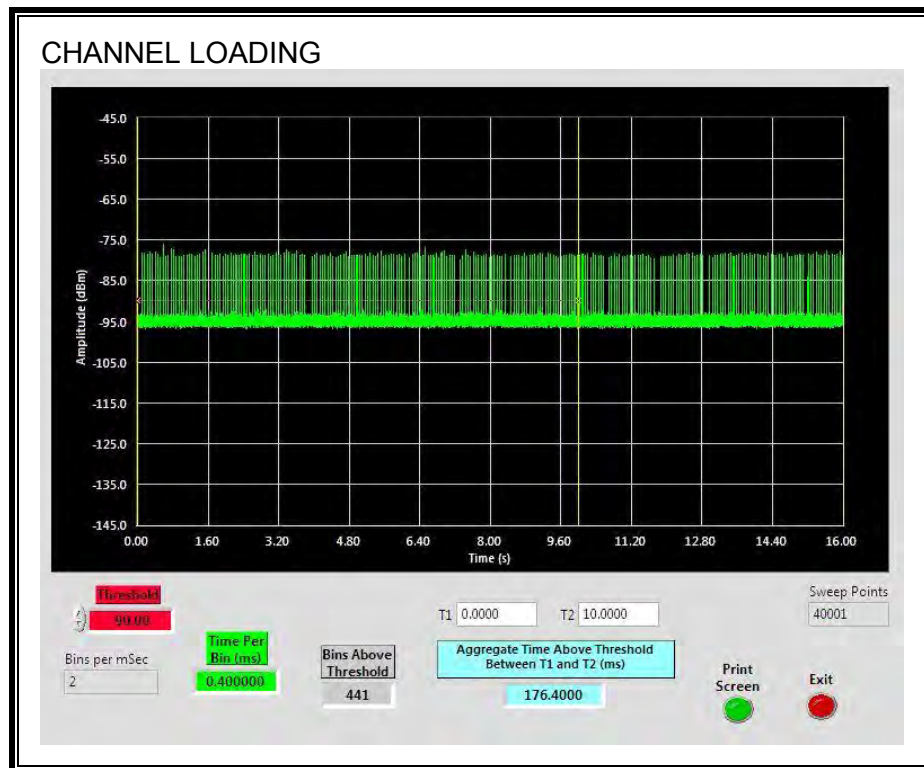 CHANNEL LOADING
-45.0
-55.0
-65.0
-75.0
-85.0
-95.0
-105.0
-115.0
-125.0
-135.0
-145.0
Amplitude (dBm)
0.00 1.60 3.20 4.80 6.40 8.00 9.60 11.20 12.80 14.40 16.00
Time (s)
Threshold
-90.00
Bins per mSec
2
Time Per
Bin (ms)
0.400000
Bins Above
Threshold
441
T1 0.0000 T2 10.0000
Aggregate Time Above Threshold
Between T1 and T2 (ms)
176.4000
Sweep Points
40001
Print
Screen
Exit